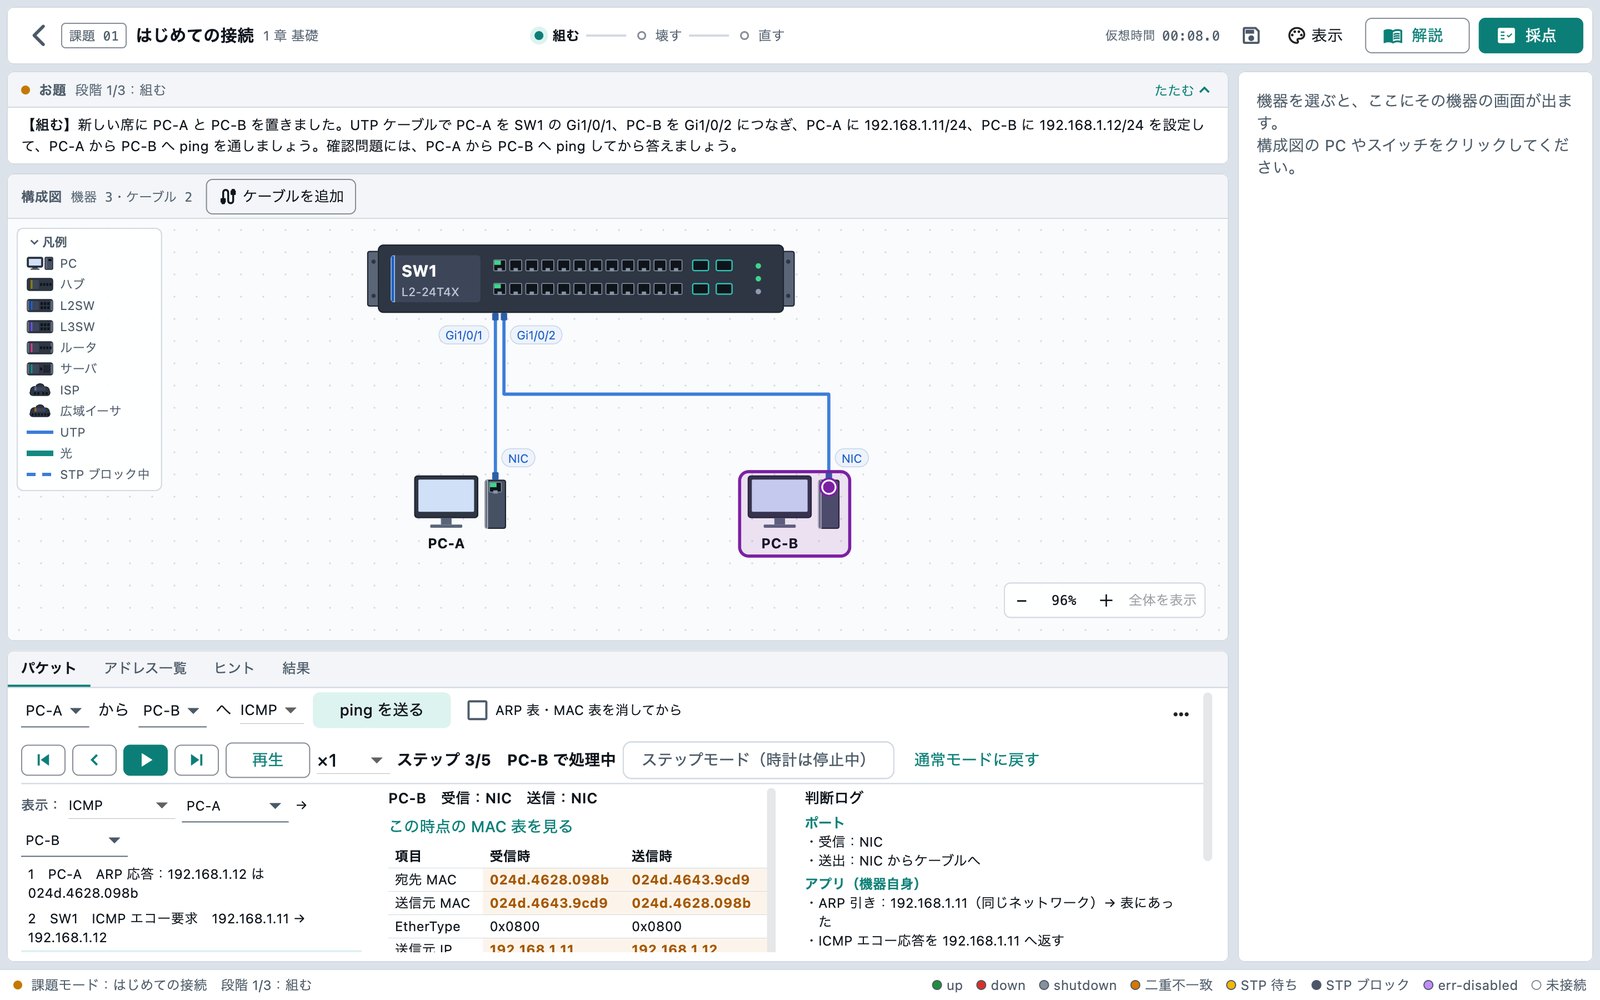 課題 01 はじめての接続 1 章 基礎
組む 壊す 直す
仮想時間 00:08.0 表示 解説 採点
お題 段階 1/3：組む たたむ
【組む】新しい席に PC-A と PC-B を置きました。UTP ケーブルで PC-A を SW1 の Gi1/0/1、PC-B を Gi1/0/2 につなぎ、PC-A に 192.168.1.11/24、PC-B に 192.168.1.12/24 を設定し
て、PC-A から PC-B へ ping を通しましょう。確認問題には、PC-A から PC-B へ ping してから答えましょう。
構成図 機器 3・ケーブル 2 ケーブルを追加
凡例
PC
ハブ
L2SW
L3SW
ルータ
サーバ
ISP
広域イーサ
UTP
光
STP ブロック中
SW1
L2-24T4X
Gi1/0/1 Gi1/0/2
NIC NIC
PC-A PC-B
− 96% + 全体を表示
機器を選ぶと、ここにその機器の画面が出ま
す。
構成図の PC やスイッチをクリックしてくだ
さい。
パケット アドレス一覧 ヒント 結果
PC-A から PC-B へ ICMP ping を送る ARP 表・MAC 表を消してから
再生 ×1 ステップ 3/5 PC-B で処理中 ステップモード（時計は停止中） 通常モードに戻す
表示： ICMP PC-A →
PC-B
1 PC-A ARP 応答：192.168.1.12 は
024d.4628.098b
2 SW1 ICMP エコー要求 192.168.1.11 →
192.168.1.12
PC-B 受信：NIC 送信：NIC
この時点の MAC 表を見る
項目 受信時 送信時
宛先 MAC 024d.4628.098b 024d.4643.9cd9
送信元 MAC 024d.4643.9cd9 024d.4628.098b
EtherType 0x0800 0x0800
送信元 IP 192.168.1.11 192.168.1.12
判断ログ
ポート
・受信：NIC
・送出：NIC からケーブルへ
アプリ（機器自身）
・ARP 引き：192.168.1.11（同じネットワーク）→ 表にあっ
た
・ICMP エコー応答を 192.168.1.11 へ返す
課題モード：はじめての接続 段階 1/3：組む
up down shutdown 二重不一致 STP 待ち STP ブロック err-disabled 未接続